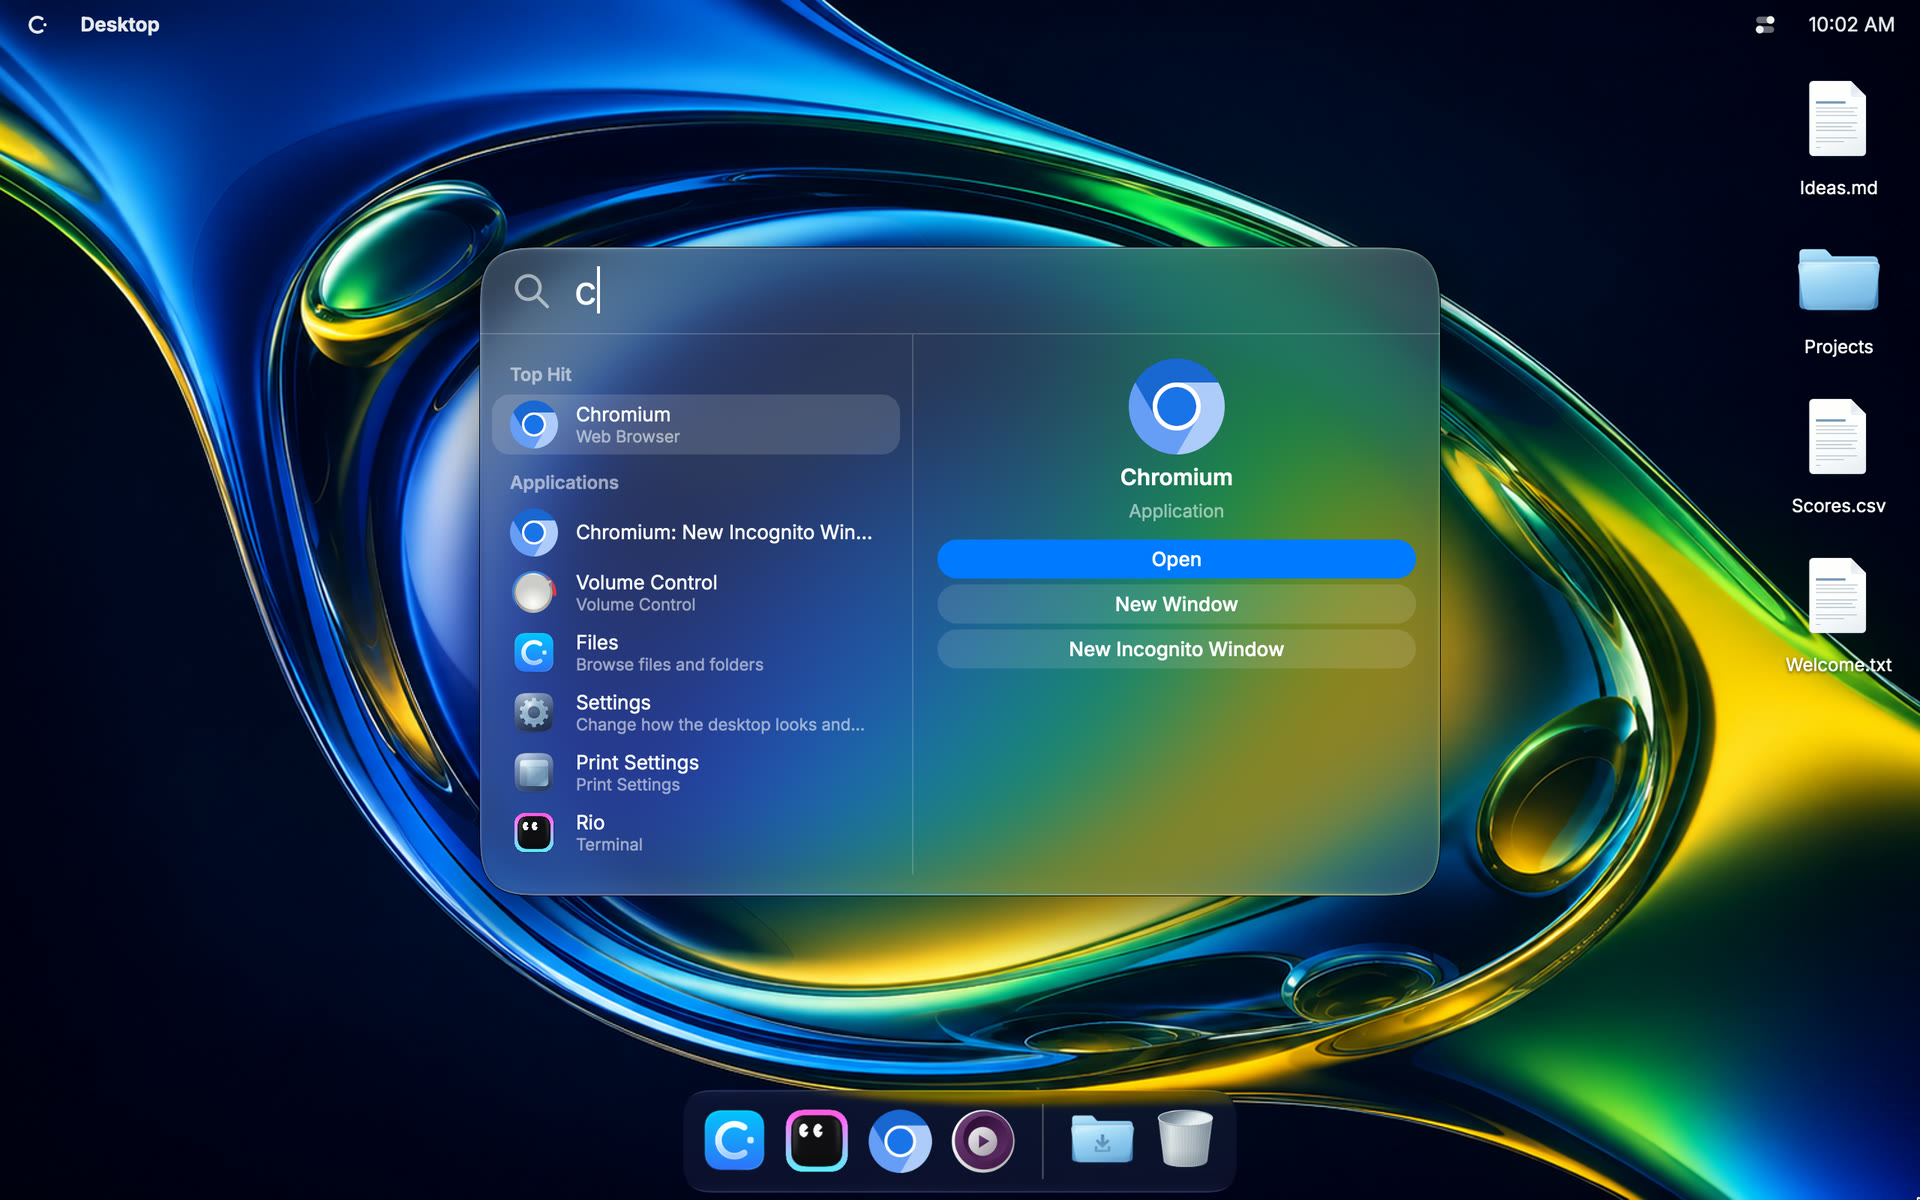 Desktop
10:02 AM
Ideas.md
Projects
Scores.csv
Welcome.txt
C
Top Hit
Chromium
Web Browser
Applications
Chromium: New Incognito Win...
Volume Control
Volume Control
Files
Browse files and folders
Settings
Change how the desktop looks and...
Print Settings
Print Settings
Rio
Terminal
Chromium
Application
Open
New Window
New Incognito Window